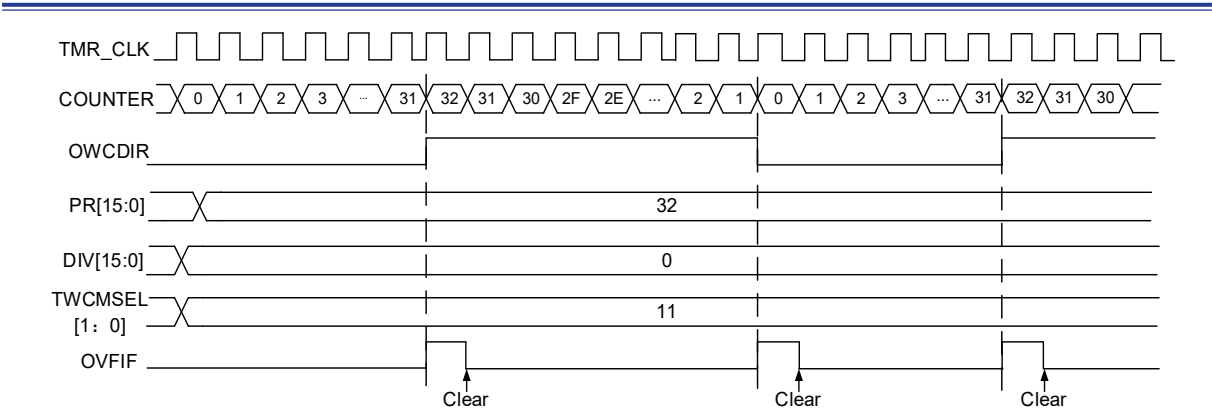 TMR_CLK
COUNTER 0 1 2 3 ... 31 32 31 30 2F 2E ... 2 1 0 1 2 3 ... 31 32 31 30
OWCDIR
PR[15:0] 32
DIV[15:0] 0
TWCMSEL
[1：0] 11
OVFIF
Clear Clear Clear